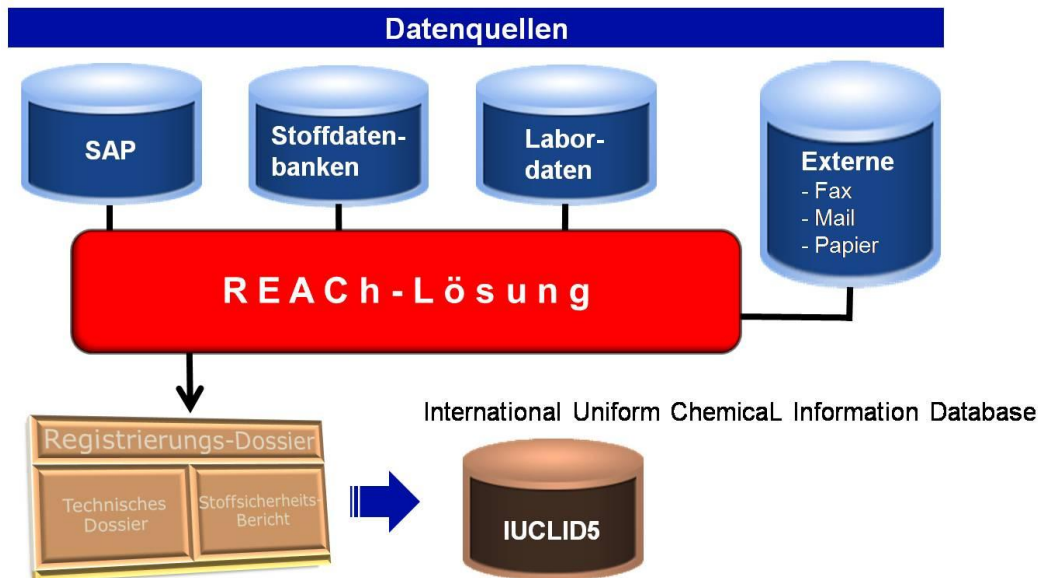 Datenquellen
SAP
Stoffdaten-
banken
Labor-
daten
Externe
- Fax
- Mail
- Papier
REACh-Lösung
International Uniform ChemicaL Information Database
Registrierungs-Dossier
Technisches
Dossier
Stoffsicherheits-
Bericht
IUCLID5